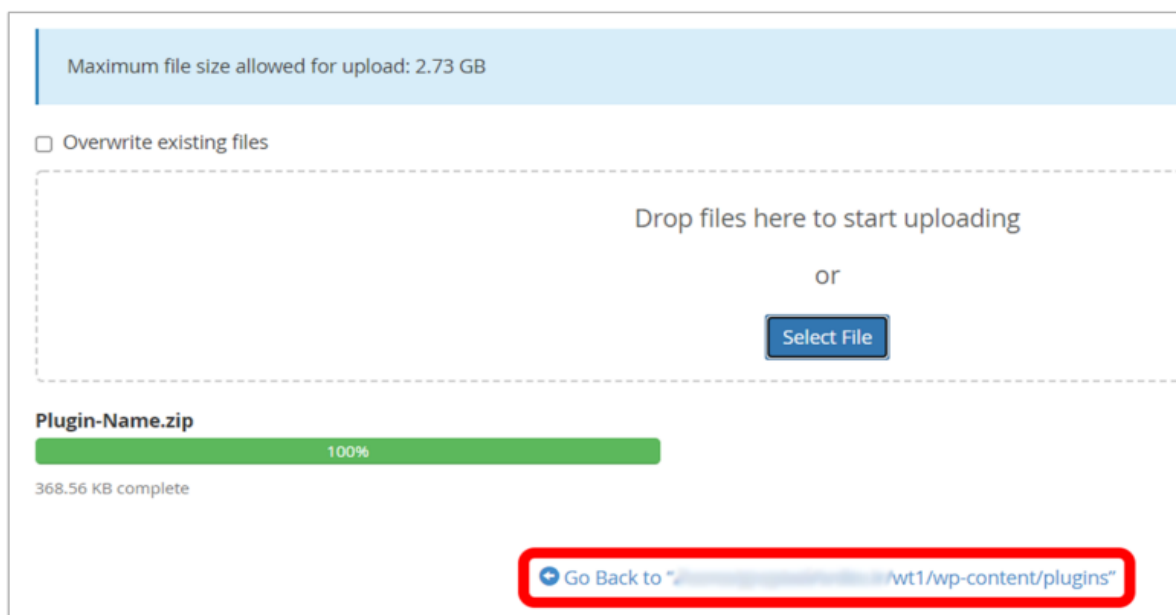 Maximum file size allowed for upload: 2.73 GB
Overwrite existing files
Drop files here to start uploading
or
Select File
Plugin-Name.zip
100%
368.56 KB complete
Go Back to “/wt1/wp-content/plugins”